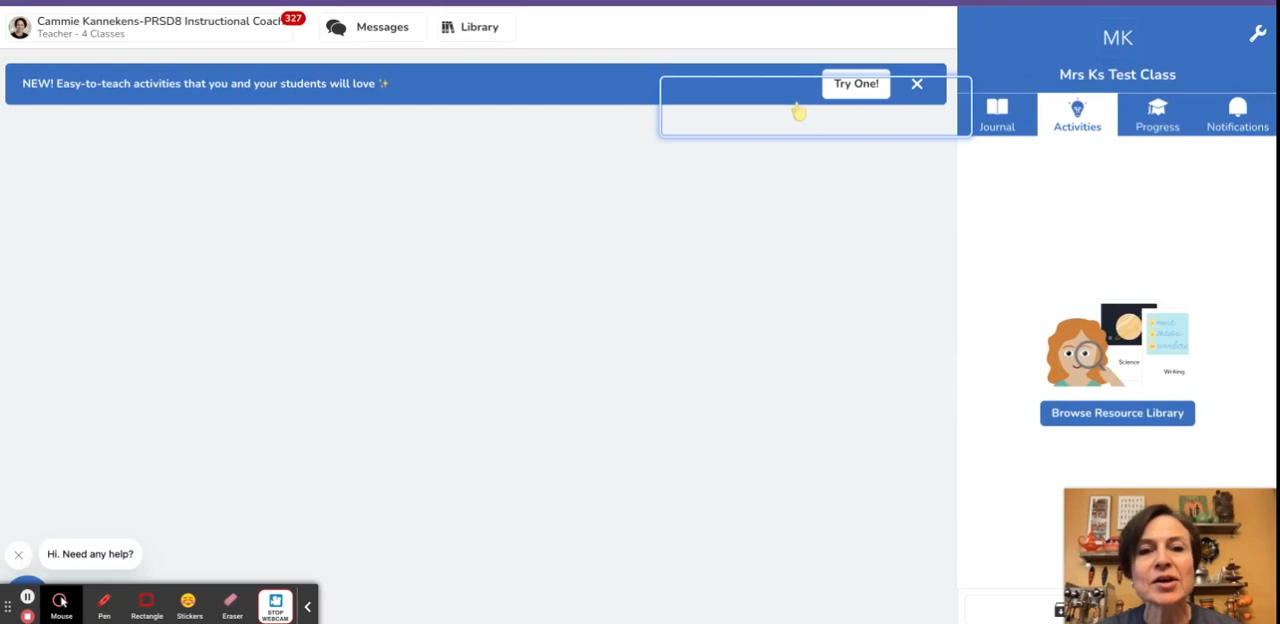 Cammie Kannekens-PRSD8 Instructional Coach
327
Teacher - 4 Classes
Messages
Library
NEW! Easy-to-teach activities that you and your students will love ✨
Try One!
MK
Mrs Ks Test Class
Journal
Activities
Progress
Notifications
Science
Writing
Browse Resource Library
Hi. Need any help?
Mouse
Pen
Rectangle
Stickers
Eraser
STOP
WEBCAM